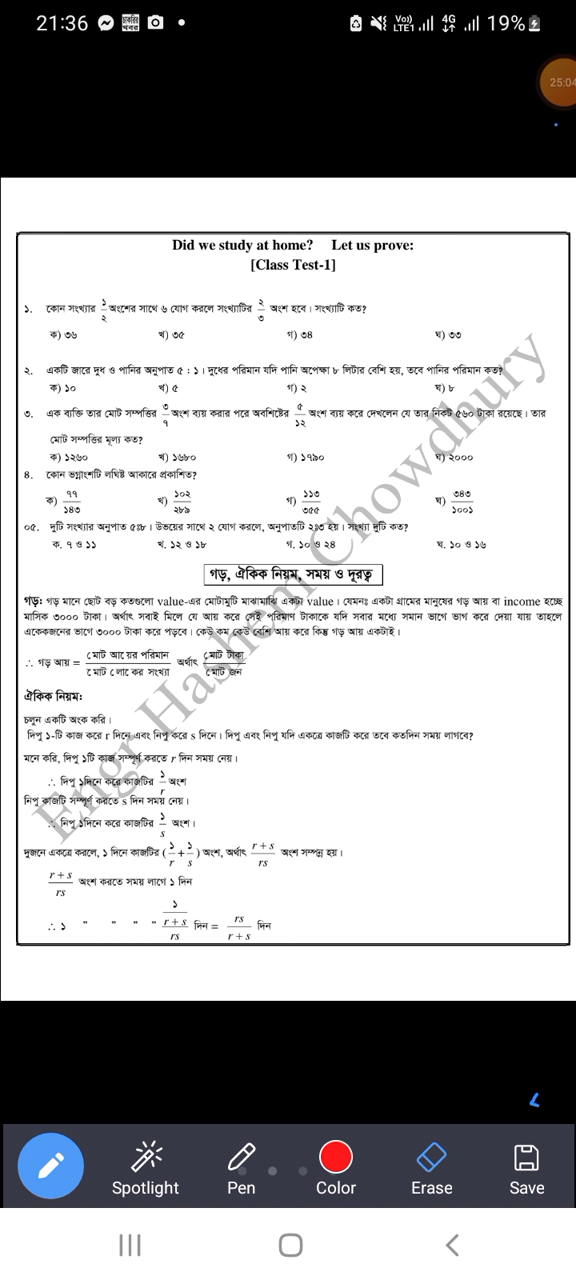 21:36
Vo)) LTE1 4G 19%
25:04
Did we study at home? Let us prove:
[Class Test-1]
১. কোন সংখ্যার ১/২ অংশের সাথে ৬ যোগ করলে সংখ্যাটির ২/৩ অংশ হবে। সংখ্যাটি কত?
ক) ৩৬ খ) ৩৫ গ) ৩৪ ঘ) ৩৩
২. একটি জারে দুধ ও পানির অনুপাত ৫ : ১। দুধের পরিমান যদি পানি অপেক্ষা ৮ লিটার বেশি হয়, তবে পানির পরিমান কত?
ক) ১০ খ) ৫ গ) ২ ঘ) ৮
৩. এক ব্যক্তি তার মোট সম্পত্তির ৩/৭ অংশ ব্যয় করার পরে অবশিষ্টের ৫/১২ অংশ ব্যয় করে দেখলেন যে তার নিকট ৫৬০ টাকা রয়েছে। তার
মোট সম্পত্তির মূল্য কত?
ক) ১২৬০ খ) ১৬৮০ গ) ১৭৯০ ঘ) ২০০০
৪. কোন ভগ্নাংশটি লঘিষ্ট আকারে প্রকাশিত?
ক) ৭৭/১৪৩ খ) ১০২/২৮৯ গ) ১১৩/৩৫৫ ঘ) ৩৪৩/১০০১
০৫. দুটি সংখ্যার অনুপাত ৫ঃ৮। উভয়ের সাথে ২ যোগ করলে, অনুপাতটি ২ঃ৩ হয়। সংখ্যা দুটি কত?
ক. ৭ ও ১১ খ. ১২ ও ১৮ গ. ১০ ও ২৪ ঘ. ১০ ও ১৬
গড়, ঐকিক নিয়ম, সময় ও দূরত্ব
গড়: গড় মানে ছোট বড় কতগুলো value-এর মোটামুটি মাঝামাঝি একটা value। যেমনঃ একটা গ্রামের মানুষের গড় আয় বা income হচ্ছে
মাসিক ৩০০০ টাকা। অর্থাৎ সবাই মিলে যে আয় করে সেই পরিমাণ টাকাকে যদি সবার মধ্যে সমান ভাগে ভাগ করে দেয়া যায় তাহলে
একেকজনের ভাগে ৩০০০ টাকা করে পড়বে। কেউ কম কেউ বেশি আয় করে কিন্তু গড় আয় একটাই।
∴ গড় আয় = মোট আয়ের পরিমান/মোট লোকের সংখ্যা অর্থাৎ মোট টাকা/মোট জন
ঐকিক নিয়ম:
চলুন একটি অংক করি।
দিপু ১-টি কাজ করে r দিনে এবং নিপু করে s দিনে। দিপু এবং নিপু যদি একত্রে কাজটি করে তবে কতদিন সময় লাগবে?
মনে করি, দিপু ১টি কাজ সম্পূর্ণ করতে r দিন সময় নেয়।
∴ দিপু ১দিনে করে কাজটির ১/r অংশ
নিপু কাজটি সম্পূর্ণ করতে s দিন সময় নেয়।
∴ নিপু ১দিনে করে কাজটির ১/s অংশ।
দুজনে একত্রে করলে, ১ দিনে কাজটির (১/r + ১/s) অংশ, অর্থাৎ r + s/rs অংশ সম্পন্ন হয়।
r + s/rs অংশ করতে সময় লাগে ১ দিন
∴ ১ " " " " ১/(r + s/rs) দিন = rs/r + s দিন
Engr Hashem Chowdhury
Spotlight Pen Color Erase Save